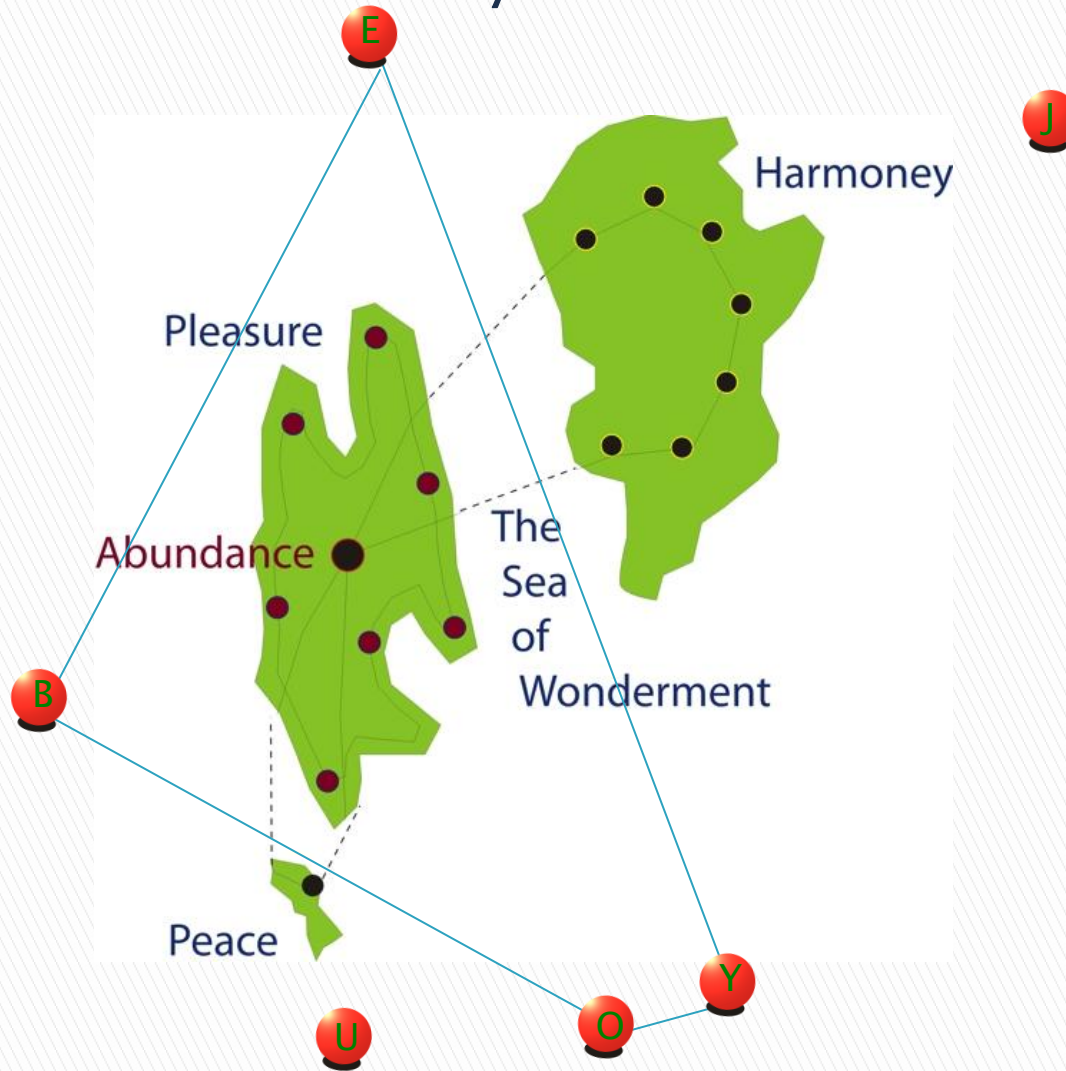 E
J
Harmoney
Pleasure
The
Abundance
Sea
of
Wonderment
B
Peace
Y
O
U